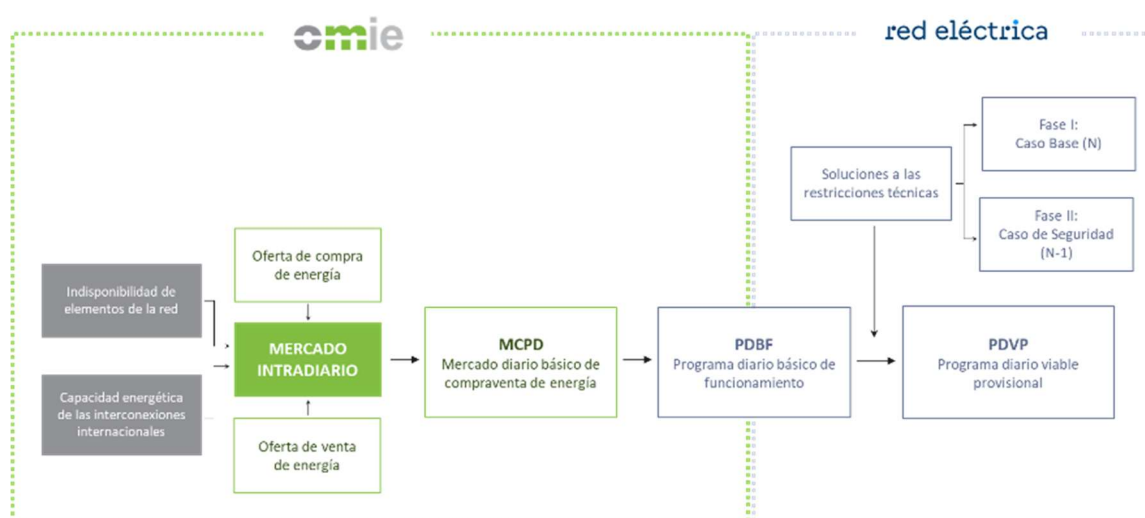 omie
red eléctrica
Fase I:
Caso Base (N)
Soluciones a las
restricciones técnicas
Fase II:
Caso de Seguridad
(N-1)
Oferta de compra
de energía
Indisponibilidad de
elementos de la red
MERCADO
INTRADIARIO
MCPD
Mercado diario básico de
compraventa de energía
PDBF
Programa diario básico de
funcionamiento
PDVP
Programa diario viable
provisional
Capacidad energética
de las interconexiones
internacionales
Oferta de venta
de energía